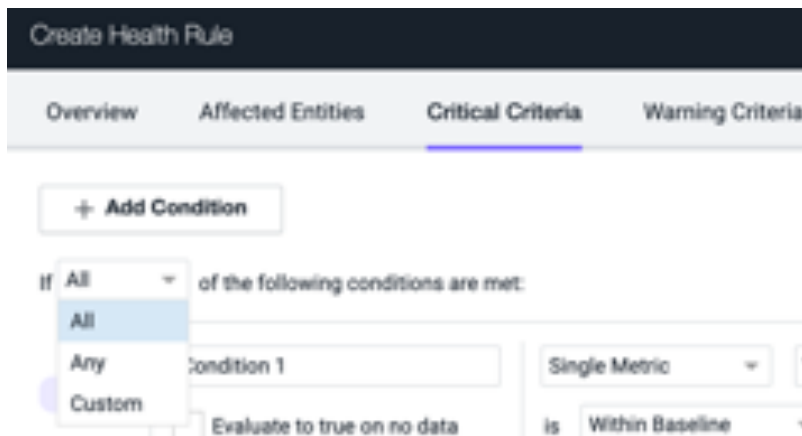 Create Health Rule
Overview Affected Entities Critical Criteria Warning Criteria
+ Add Condition
If All of the following conditions are met:
All
Any Condition 1 Single Metric
Custom
Evaluate to true on no data is Within Baseline